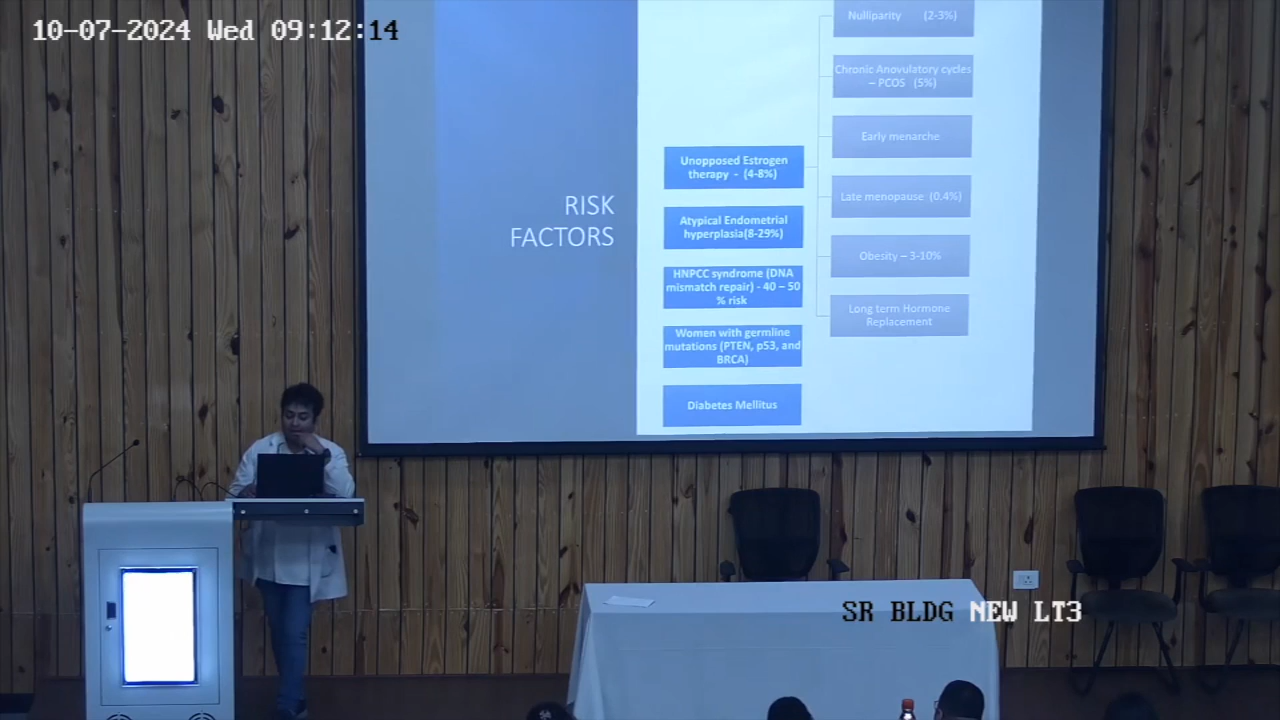 10-07-2024 Wed 09:12:14
RISK
FACTORS
Unopposed Estrogen
therapy - (4-8%)
Atypical Endometrial
hyperplasia(8-29%)
HNPCC syndrome (DNA
mismatch repair) - 40 – 50
% risk
Women with germline
mutations (PTEN, p53, and
BRCA)
Diabetes Mellitus
Nulliparity (2-3%)
Chronic Anovulatory cycles
– PCOS (5%)
Early menarche
Late menopause (0.4%)
Obesity – 3-10%
Long term Hormone
Replacement
SR BLDG NEW LT3